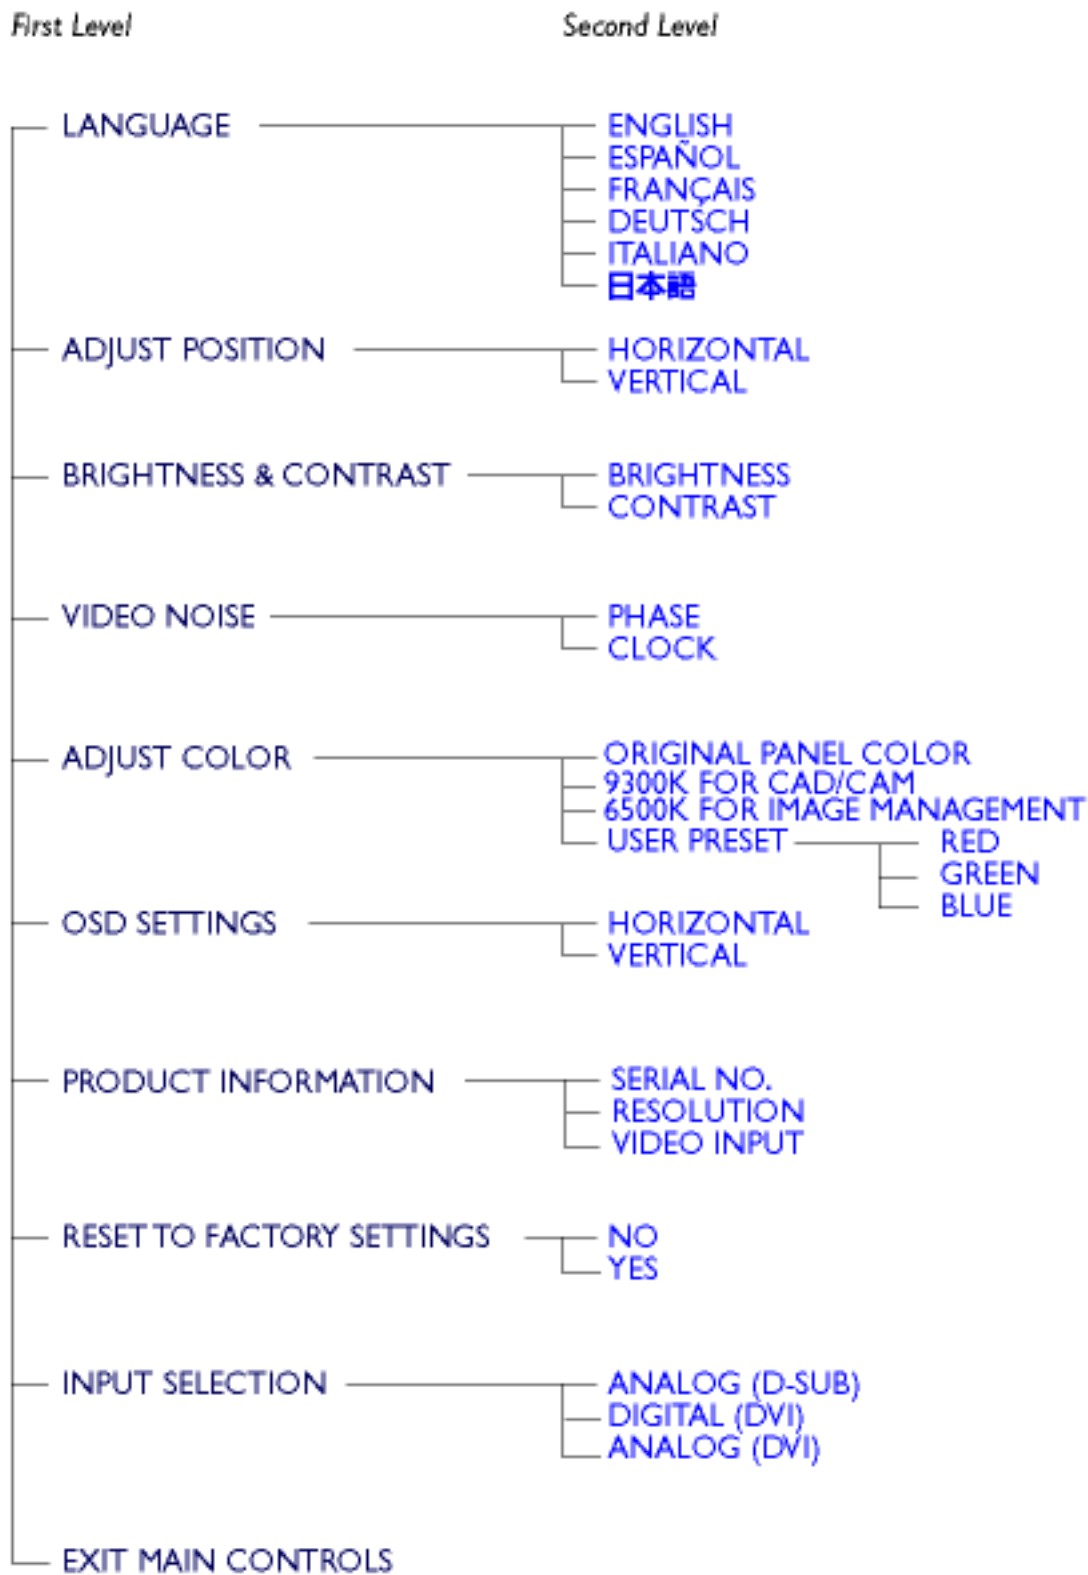 First Level Second Level
LANGUAGE ENGLISH
ESPAÑOL
FRANÇAIS
DEUTSCH
ITALIANO
日本語
ADJUST POSITION HORIZONTAL
VERTICAL
BRIGHTNESS & CONTRAST BRIGHTNESS
CONTRAST
VIDEO NOISE PHASE
CLOCK
ADJUST COLOR ORIGINAL PANEL COLOR
9300K FOR CAD/CAM
6500K FOR IMAGE MANAGEMENT
USER PRESET RED
GREEN
BLUE
OSD SETTINGS HORIZONTAL
VERTICAL
PRODUCT INFORMATION SERIAL NO.
RESOLUTION
VIDEO INPUT
RESET TO FACTORY SETTINGS NO
YES
INPUT SELECTION ANALOG (D-SUB)
DIGITAL (DVI)
ANALOG (DVI)
EXIT MAIN CONTROLS